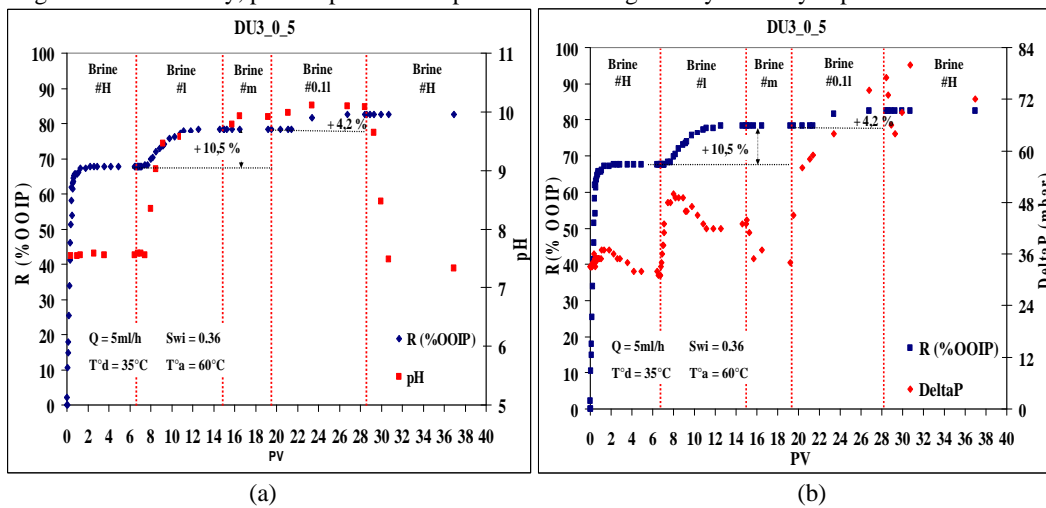 DU3_0_5
100
90
80
70
60
50
40
30
20
10
0
R (% OOIP)
Brine #H
Brine #l
Brine #m
Brine #0.1l
Brine #H
+ 10,5 %
+ 4,2 %
Q = 5ml/h Swi = 0.36
T°d = 35°C T°a = 60°C
R (%OOIP)
pH
11
10
9
8
7
6
5
pH
0 2 4 6 8 10 12 14 16 18 20 22 24 26 28 30 32 34 36 38 40
PV
(a)
DU3_0_5
100
90
80
70
60
50
40
30
20
10
0
R (% OOIP)
Brine #H
Brine #l
Brine #m
Brine #0.1l
Brine #H
+ 10,5 %
+ 4,2 %
Q = 5ml/h Swi = 0.36
T°d = 35°C T°a = 60°C
R (%OOIP)
DeltaP
84
72
60
48
36
24
12
0
DeltaP (mbar)
0 2 4 6 8 10 12 14 16 18 20 22 24 26 28 30 32 34 36 38 40
PV
(b)